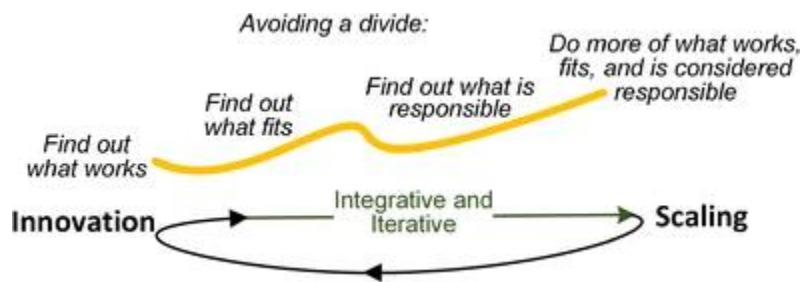 Avoiding a divide:
Do more of what works,
fits, and is considered
responsible
Find out what is
responsible
Find out
what fits
Find out
what works
Integrative and
Iterative
Innovation
Scaling